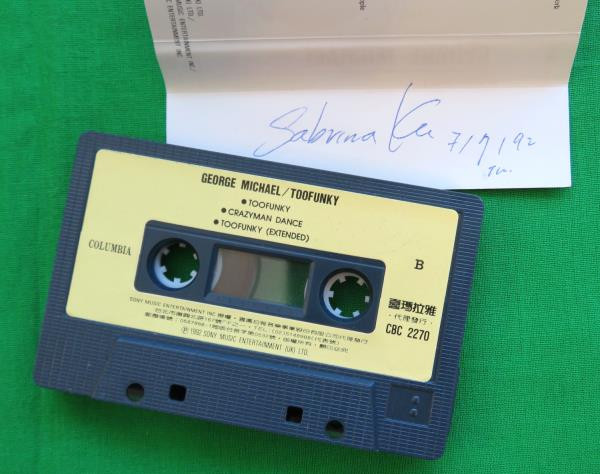 Sabrina Ku 7/7/92
GEORGE MICHAEL/TOOFUNKY
● TOOFUNKY
● CRAZYMAN DANCE
● TOOFUNKY (EXTENDED)
COLUMBIA
B
喜瑪拉雅
·代理發行·
CBC 2270
SONY MUSIC ENTERTAINMENT INC.
℗ 1992 SONY MUSIC ENTERTAINMENT (UK) LTD.